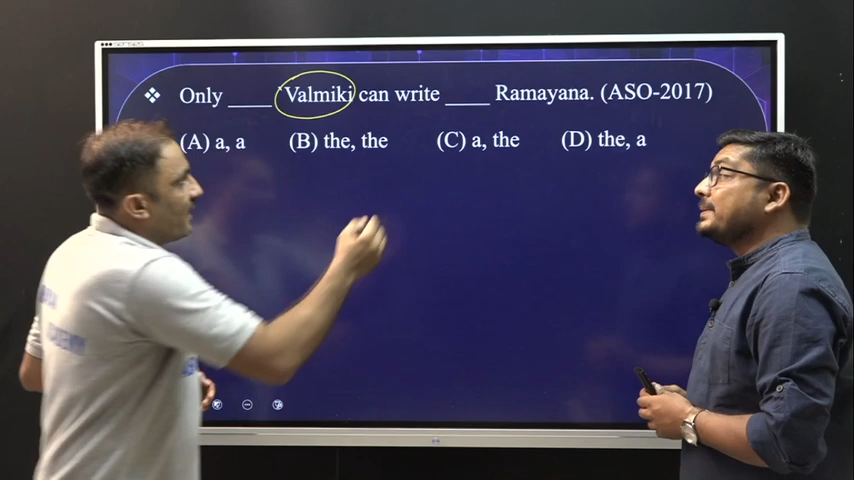 ❖ Only ____ 'Valmiki can write ____ Ramayana. (ASO-2017)
(A) a, a (B) the, the (C) a, the (D) the, a